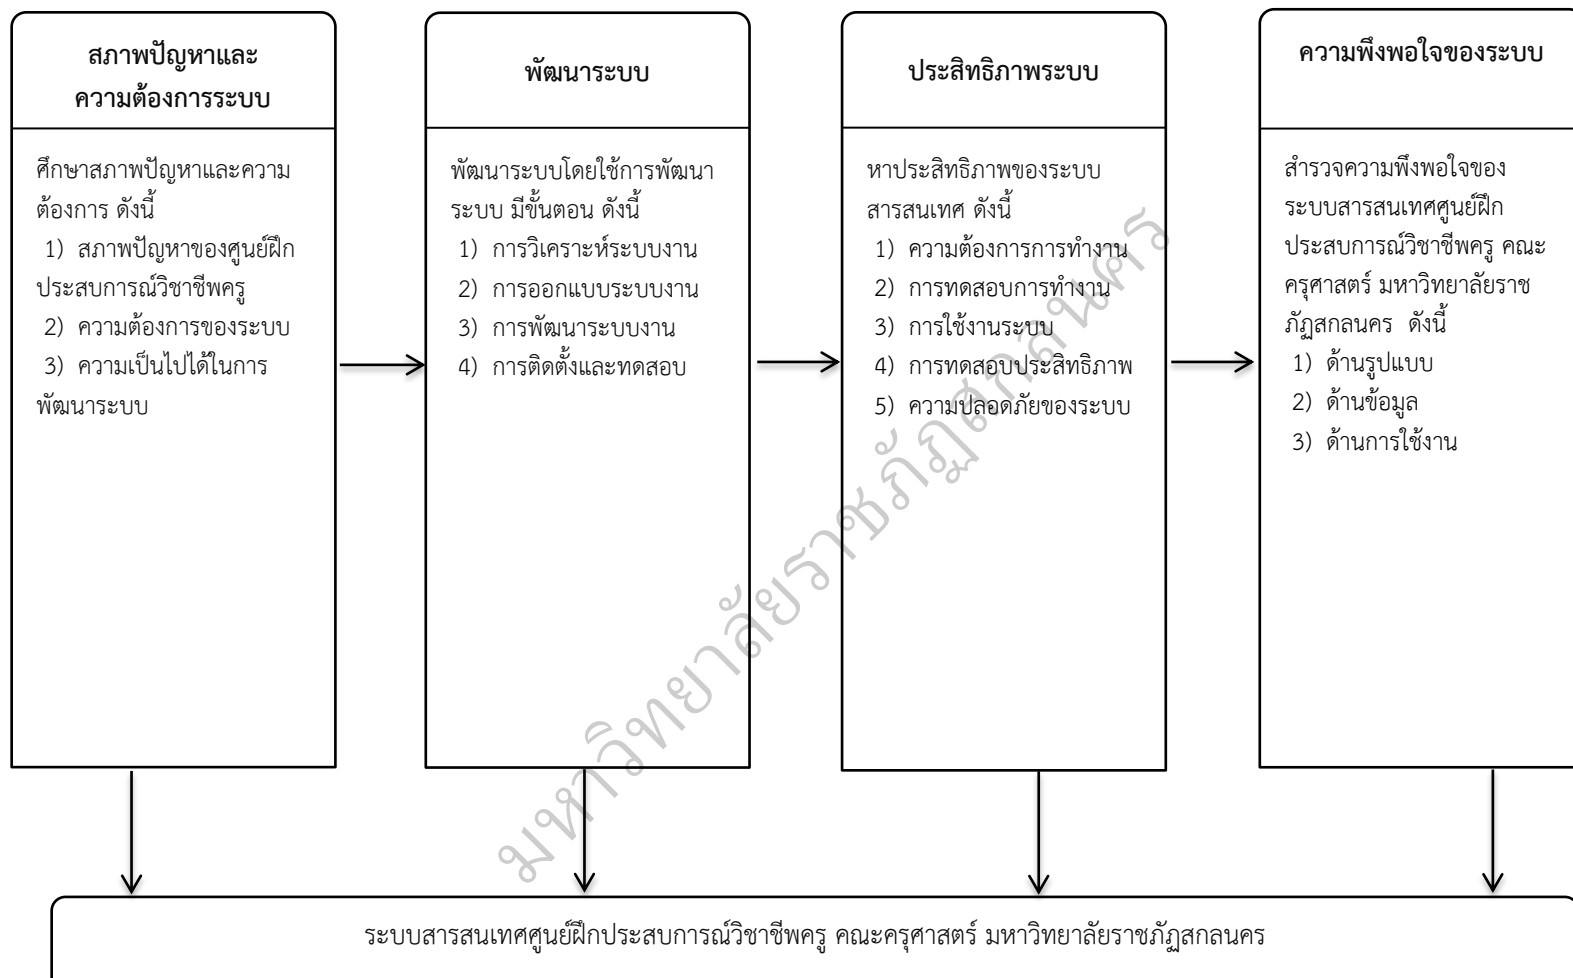 สภาพปัญหาและ
ความต้องการระบบ
ศึกษาสภาพปัญหาและความ
ต้องการ ดังนี้
1) สภาพปัญหาของศูนย์ฝึก
ประสบการณ์วิชาชีพครู
2) ความต้องการของระบบ
3) ความเป็นไปได้ในการ
พัฒนาระบบ
พัฒนาระบบ
พัฒนาระบบโดยใช้การพัฒนา
ระบบ มีขั้นตอน ดังนี้
1) การวิเคราะห์ระบบงาน
2) การออกแบบระบบงาน
3) การพัฒนาระบบงาน
4) การติดตั้งและทดสอบ
ประสิทธิภาพระบบ
หาประสิทธิภาพของระบบ
สารสนเทศ ดังนี้
1) ความต้องการการทำงาน
2) การทดสอบการทำงาน
3) การใช้งานระบบ
4) การทดสอบประสิทธิภาพ
5) ความปลอดภัยของระบบ
ความพึงพอใจของระบบ
สำรวจความพึงพอใจของ
ระบบสารสนเทศศูนย์ฝึก
ประสบการณ์วิชาชีพครู คณะ
ครุศาสตร์ มหาวิทยาลัยราช
ภัฏสกลนคร ดังนี้
1) ด้านรูปแบบ
2) ด้านข้อมูล
3) ด้านการใช้งาน
มหาวิทยาลัยราชภัฏสกลนคร
ระบบสารสนเทศศูนย์ฝึกประสบการณ์วิชาชีพครู คณะครุศาสตร์ มหาวิทยาลัยราชภัฏสกลนคร